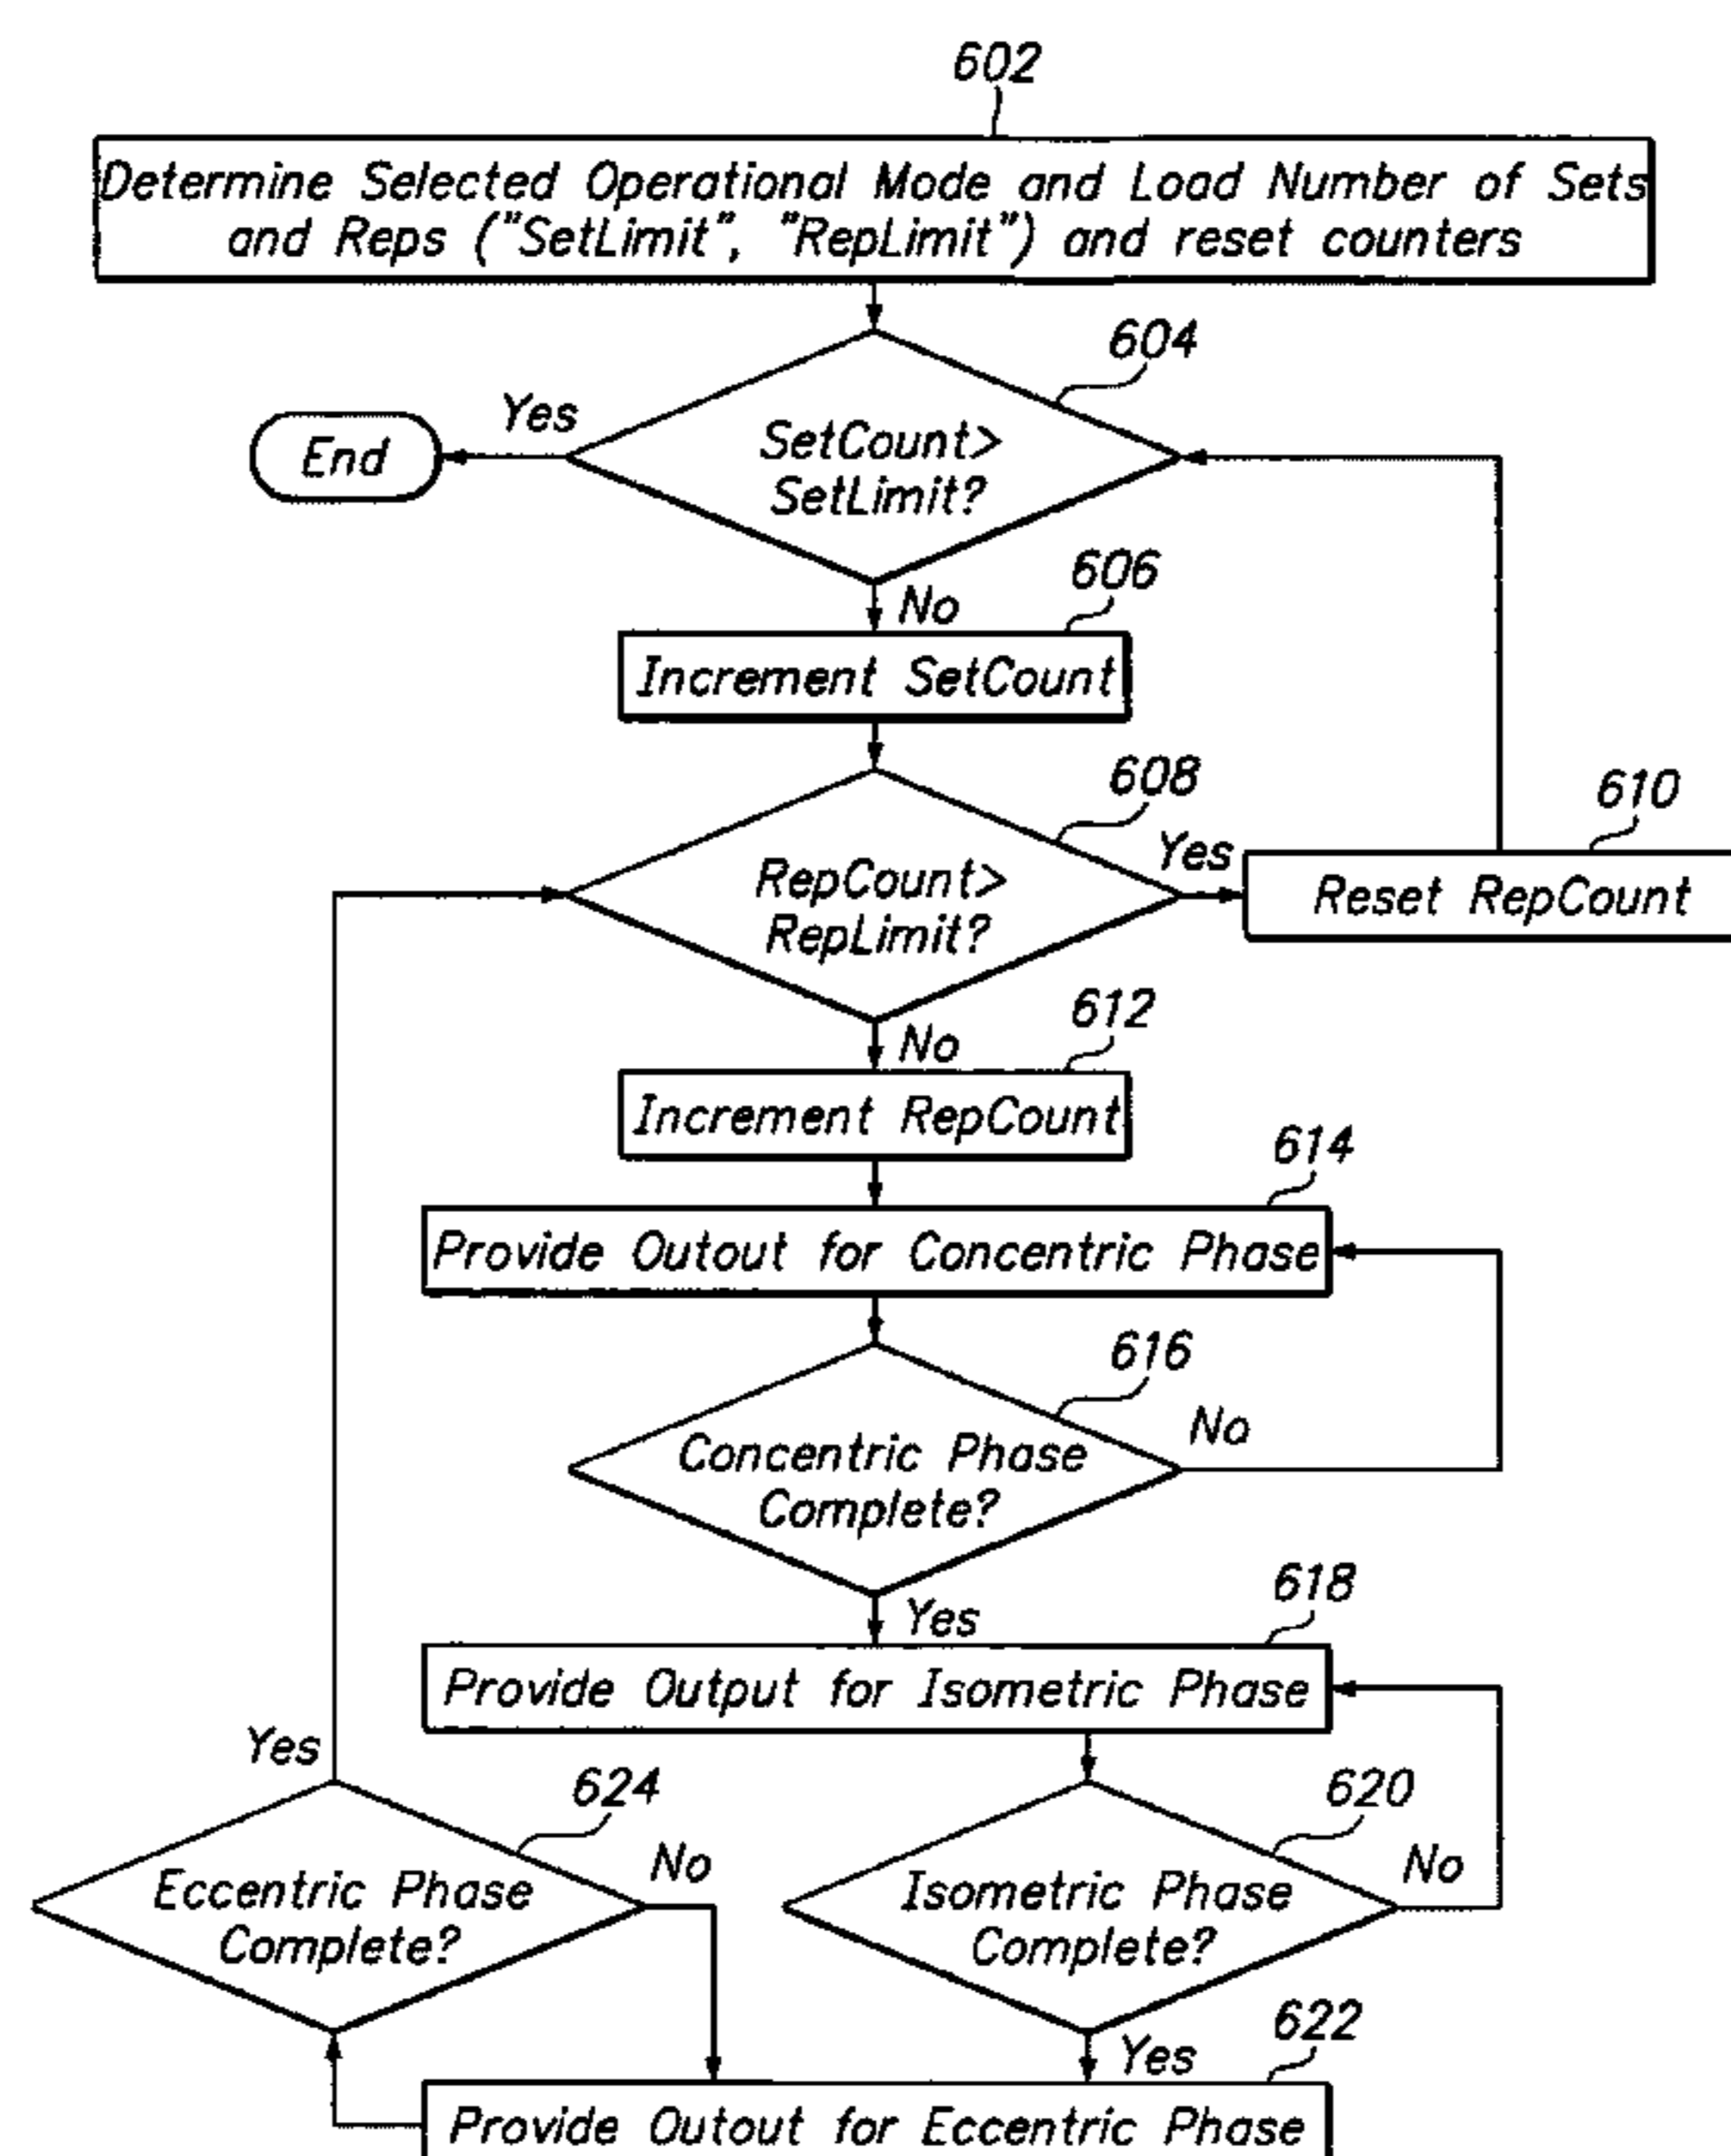 602
Determine Selected Operational Mode and Load Number of Sets
and Reps ("SetLimit", "RepLimit") and reset counters
604
Yes
End
SetCount>
SetLimit?
606
No
Increment SetCount
608
610
Yes
RepCount>
RepLimit?
Reset RepCount
612
No
Increment RepCount
614
Provide Outout for Concentric Phase
616
No
Concentric Phase
Complete?
618
Yes
Provide Output for Isometric Phase
Yes
624
620
No
No
Eccentric Phase
Complete?
Isometric Phase
Complete?
622
Yes
Provide Outout for Eccentric Phase